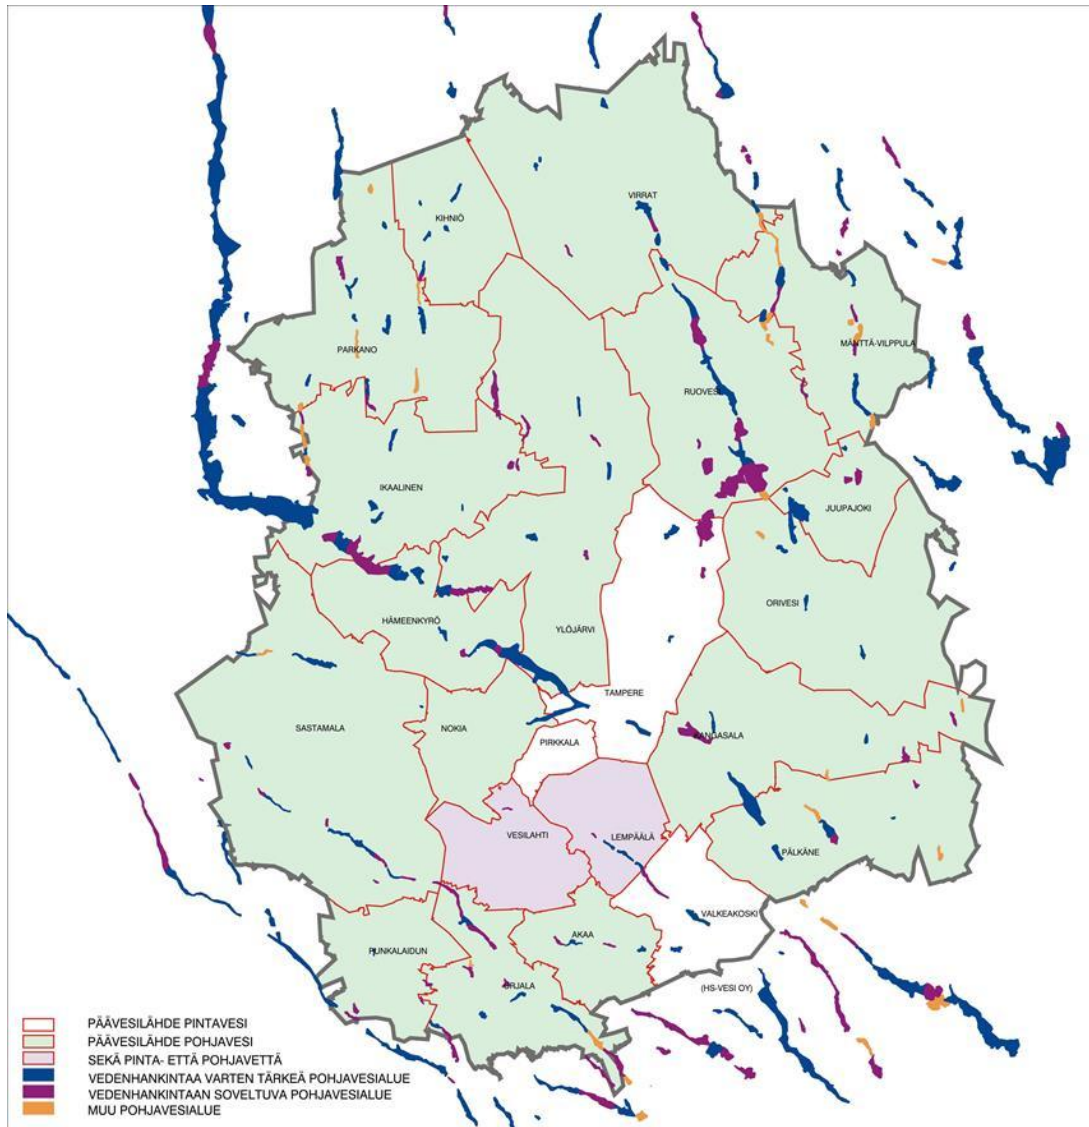 VIRRAT
KIHNIÖ
PARKANO
MÄNTTÄ-VILPPULA
RUOVESI
IKAALINEN
JUUPAJOKI
ORIVESI
HÄMEENKYRÖ
YLÖJÄRVI
TAMPERE
SASTAMALA
NOKIA
PIRKKALA
KANGASALA
VESILAHTI
LEMPÄÄLÄ
PÄLKÄNE
VALKEAKOSKI
AKAA
PUNKALAIDUN
URJALA
(HS-VESI OY)
PÄÄVESILÄHDE PINTAVESI
PÄÄVESILÄHDE POHJAVESI
SEKÄ PINTA- ETTÄ POHJAVETTÄ
VEDENHANKINTAA VARTEN TÄRKEÄ POHJAVESIALUE
VEDENHANKINTAAN SOVELTUVA POHJAVESIALUE
MUU POHJAVESIALUE